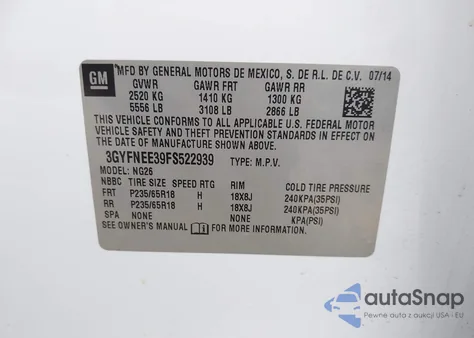 GM *MFD BY GENERAL MOTORS DE MEXICO, S. DE R.L. DE C.V. 07/14
GVWR GAWR FRT GAWR RR
2520 KG 1410 KG 1300 KG
5556 LB 3108 LB 2866 LB
THIS VEHICLE CONFORMS TO ALL APPLICABLE U.S. FEDERAL MOTOR
VEHICLE SAFETY, BUMPER, AND THEFT PREVENTION STANDARDS
IN EFFECT ON THE DATE OF MANUFACTURE SHOWN ABOVE.
3GYFNEE39FS522939 TYPE: M.P.V.
MODEL: NG26
NBBC TIRE SIZE SPEED RTG RIM COLD TIRE PRESSURE
FRT P235/65R18 H 18X8J 240KPA(35PSI)
RR P235/65R18 H 18X8J 240KPA(35PSI)
SPA NONE NONE KPA(PSI)
SEE OWNER'S MANUAL FOR MORE INFORMATION.
autoSnap
Pewne auto z aukcji USA - EU